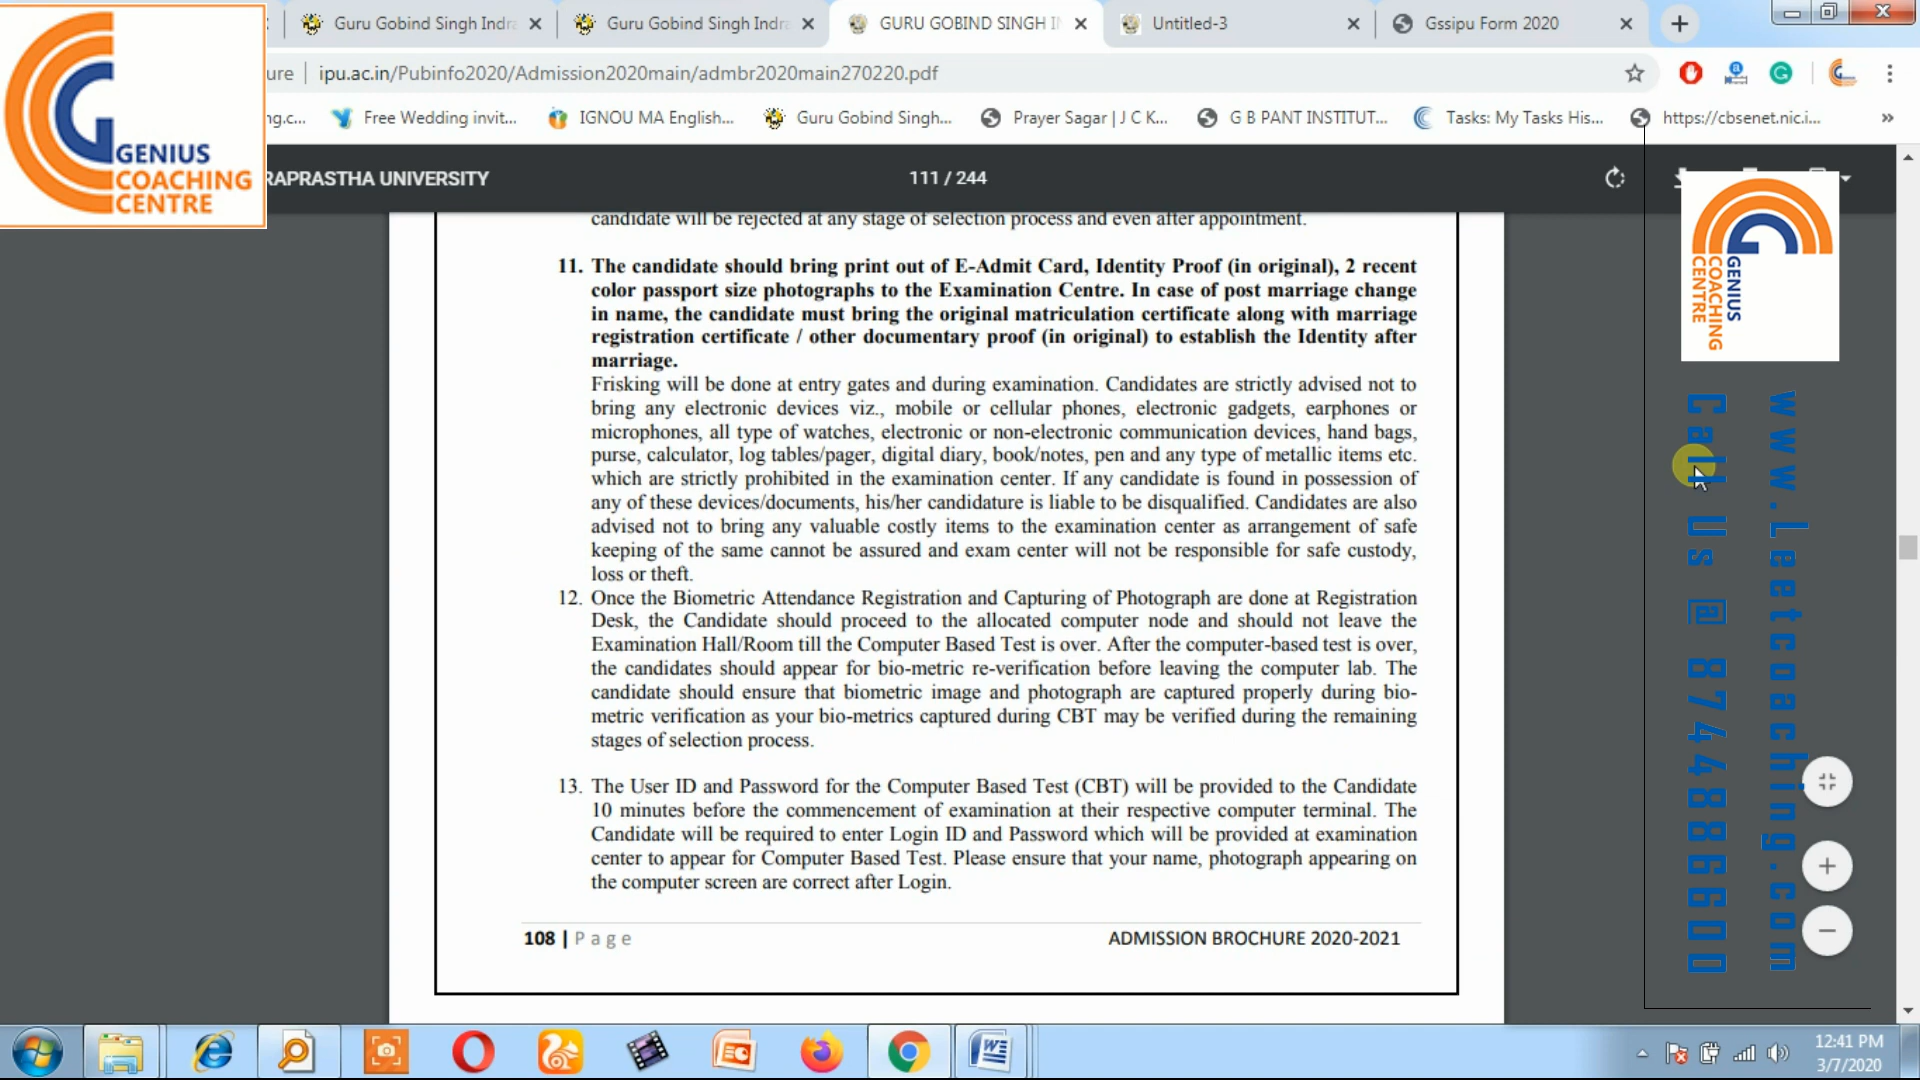 Guru Gobind Singh Indra
Guru Gobind Singh Indra
GURU GOBIND SINGH IN
Untitled-3
Gssipu Form 2020
ure
ipu.ac.in/Pubinfo2020/Admission2020main/admbr2020main270220.pdf
ng.c...
Free Wedding invit...
IGNOU MA English...
Guru Gobind Singh...
Prayer Sagar | J C K...
G B PANT INSTITUT...
Tasks: My Tasks His...
https://cbsenet.nic.i...
GENIUS
COACHING
CENTRE
RAPRASTHA UNIVERSITY
111 / 244
candidate will be rejected at any stage of selection process and even after appointment.
11. The candidate should bring print out of E-Admit Card, Identity Proof (in original), 2 recent
color passport size photographs to the Examination Centre. In case of post marriage change
in name, the candidate must bring the original matriculation certificate along with marriage
registration certificate / other documentary proof (in original) to establish the Identity after
marriage.
Frisking will be done at entry gates and during examination. Candidates are strictly advised not to
bring any electronic devices viz., mobile or cellular phones, electronic gadgets, earphones or
microphones, all type of watches, electronic or non-electronic communication devices, hand bags,
purse, calculator, log tables/pager, digital diary, book/notes, pen and any type of metallic items etc.
which are strictly prohibited in the examination center. If any candidate is found in possession of
any of these devices/documents, his/her candidature is liable to be disqualified. Candidates are also
advised not to bring any valuable costly items to the examination center as arrangement of safe
keeping of the same cannot be assured and exam center will not be responsible for safe custody,
loss or theft.
12. Once the Biometric Attendance Registration and Capturing of Photograph are done at Registration
Desk, the Candidate should proceed to the allocated computer node and should not leave the
Examination Hall/Room till the Computer Based Test is over. After the computer-based test is over,
the candidates should appear for bio-metric re-verification before leaving the computer lab. The
candidate should ensure that biometric image and photograph are captured properly during bio-
metric verification as your bio-metrics captured during CBT may be verified during the remaining
stages of selection process.
13. The User ID and Password for the Computer Based Test (CBT) will be provided to the Candidate
10 minutes before the commencement of examination at their respective computer terminal. The
Candidate will be required to enter Login ID and Password which will be provided at examination
center to appear for Computer Based Test. Please ensure that your name, photograph appearing on
the computer screen are correct after Login.
108 | Page
ADMISSION BROCHURE 2020-2021
GENIUS
COACHING
CENTRE
www.Leetcoaching.com
Call Us @ 8744886600
12:41 PM
3/7/2020